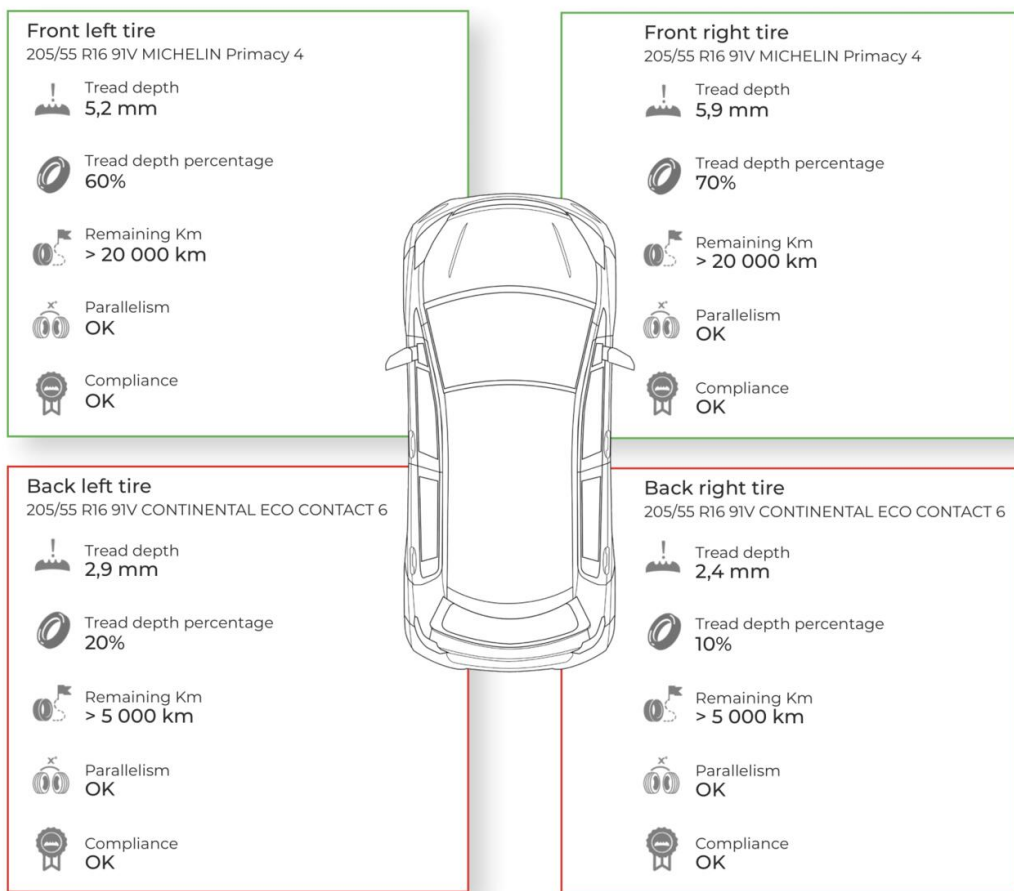 Front left tire
205/55 R16 91V MICHELIN Primacy 4
Tread depth
5,2 mm
Tread depth percentage
60%
Remaining Km
> 20 000 km
X°
Parallelism
OK
Compliance
OK
Front right tire
205/55 R16 91V MICHELIN Primacy 4
Tread depth
5,9 mm
Tread depth percentage
70%
Remaining Km
> 20 000 km
X°
Parallelism
OK
Compliance
OK
Back left tire
205/55 R16 91V CONTINENTAL ECO CONTACT 6
Tread depth
2,9 mm
Tread depth percentage
20%
Remaining Km
> 5 000 km
X°
Parallelism
OK
Compliance
OK
Back right tire
205/55 R16 91V CONTINENTAL ECO CONTACT 6
Tread depth
2,4 mm
Tread depth percentage
10%
Remaining Km
> 5 000 km
X°
Parallelism
OK
Compliance
OK